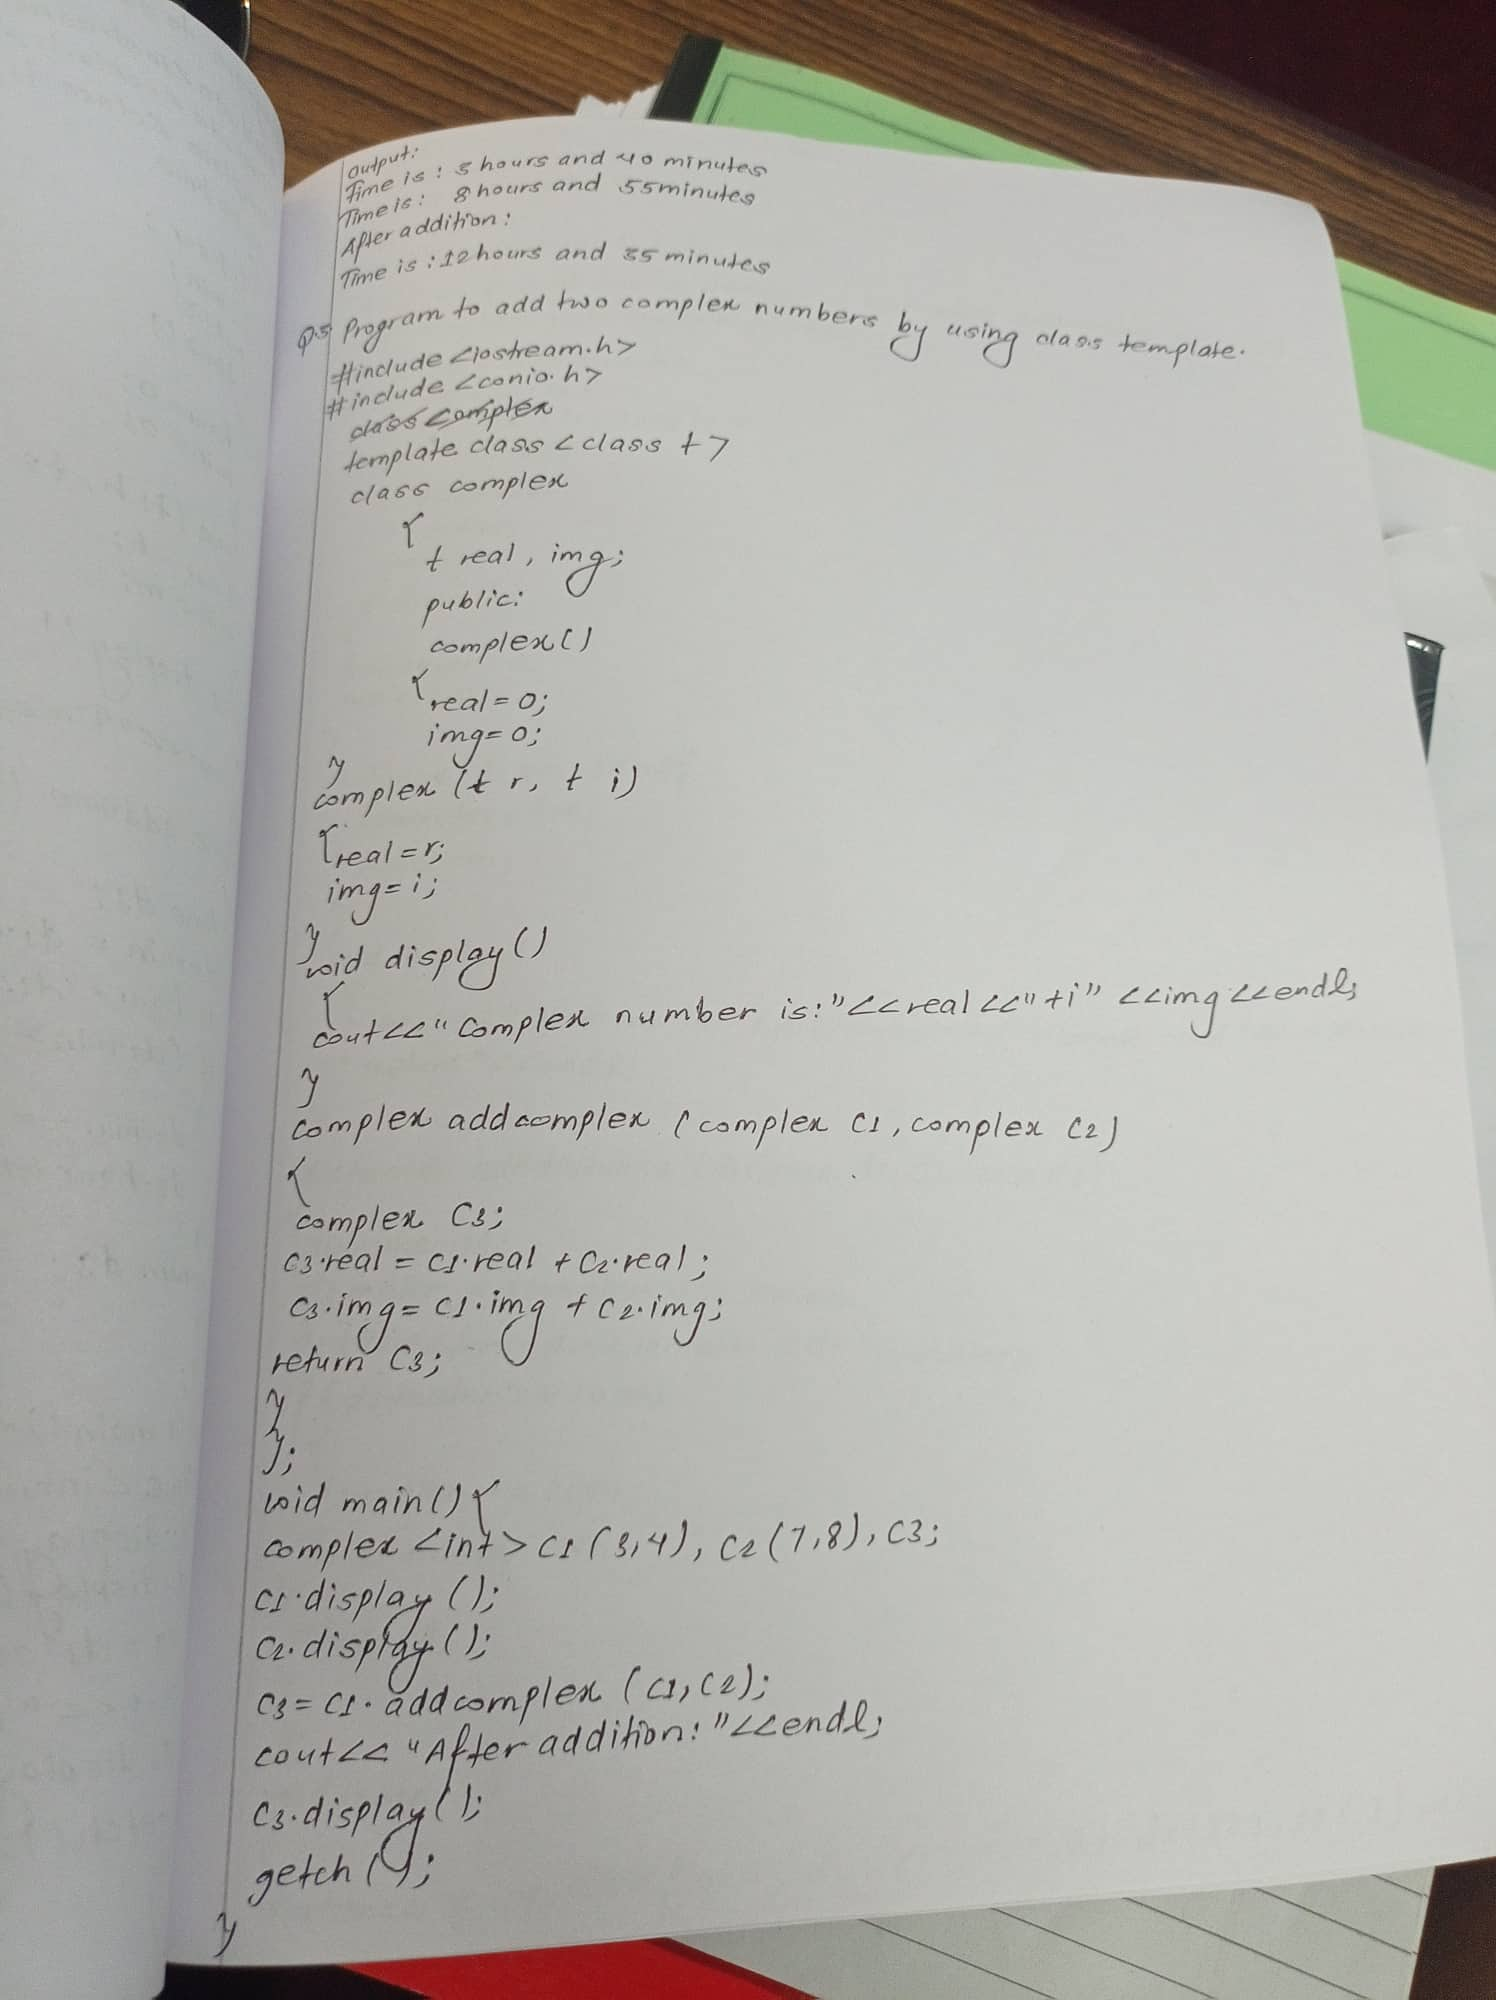 Output:
Time is : 3 hours and 40 minutes
Time is : 8 hours and 55 minutes
After addition :
Time is : 12 hours and 35 minutes
Q.5 Program to add two complex numbers by using class template.
#include <iostream.h>
#include <conio.h>
class complex
template class <class t>
class complex
{
t real, img;
public:
complex()
{ real = 0;
img = 0;
}
complex (t r, t i)
{ real = r;
img = i;
}
void display()
{
cout<<"Complex number is:"<<real<<"+i"<<img<<endl;
}
complex addcomplex (complex c1, complex c2)
{
complex c3;
c3.real = c1.real + c2.real;
c3.img = c1.img + c2.img;
return c3;
}
};
void main() {
complex <int> c1 (3,4), c2 (7,8), c3;
c1.display ();
c2.display ();
c3 = c1. addcomplex (c1, c2);
cout<< "After addition:"<<endl;
c3.display();
getch ();
}